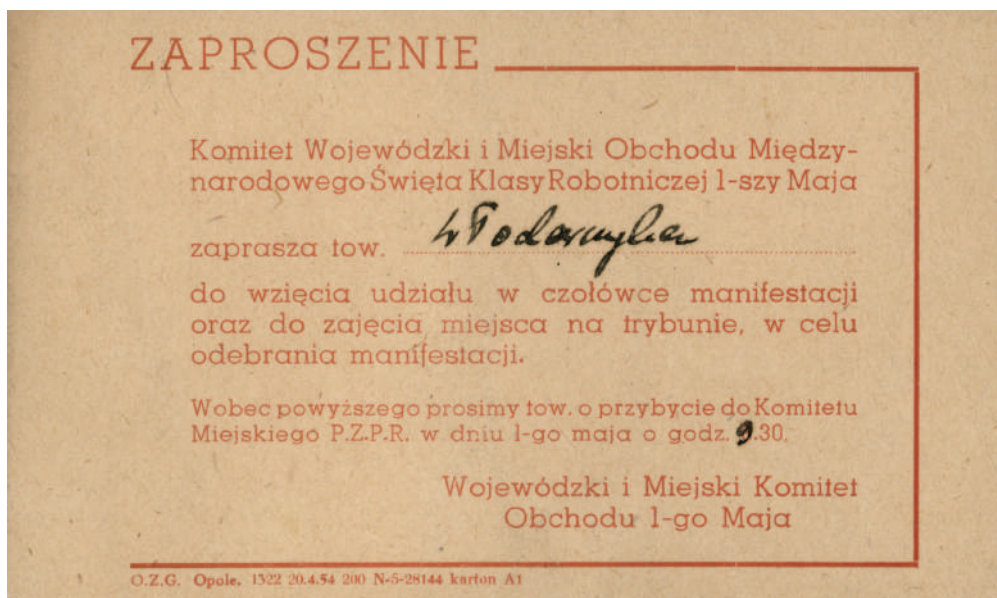 ZAPROSZENIE
Komitet Wojewódzki i Miejski Obchodu Między-
narodowego Święta Klasy Robotniczej 1-szy Maja
zaprasza tow.
do wzięcia udziału w czołówce manifestacji
oraz do zajęcia miejsca na trybunie, w celu
odebrania manifestacji.
Wobec powyższego prosimy tow. o przybycie do Komitetu
Miejskiego P.Z.P.R. w dniu 1-go maja o godz. 9.30.
Wojewódzki i Miejski Komitet
Obchodu 1-go Maja
O.Z.G. Opole. 1322 20.4.54 200 N-5-28144 karton A1